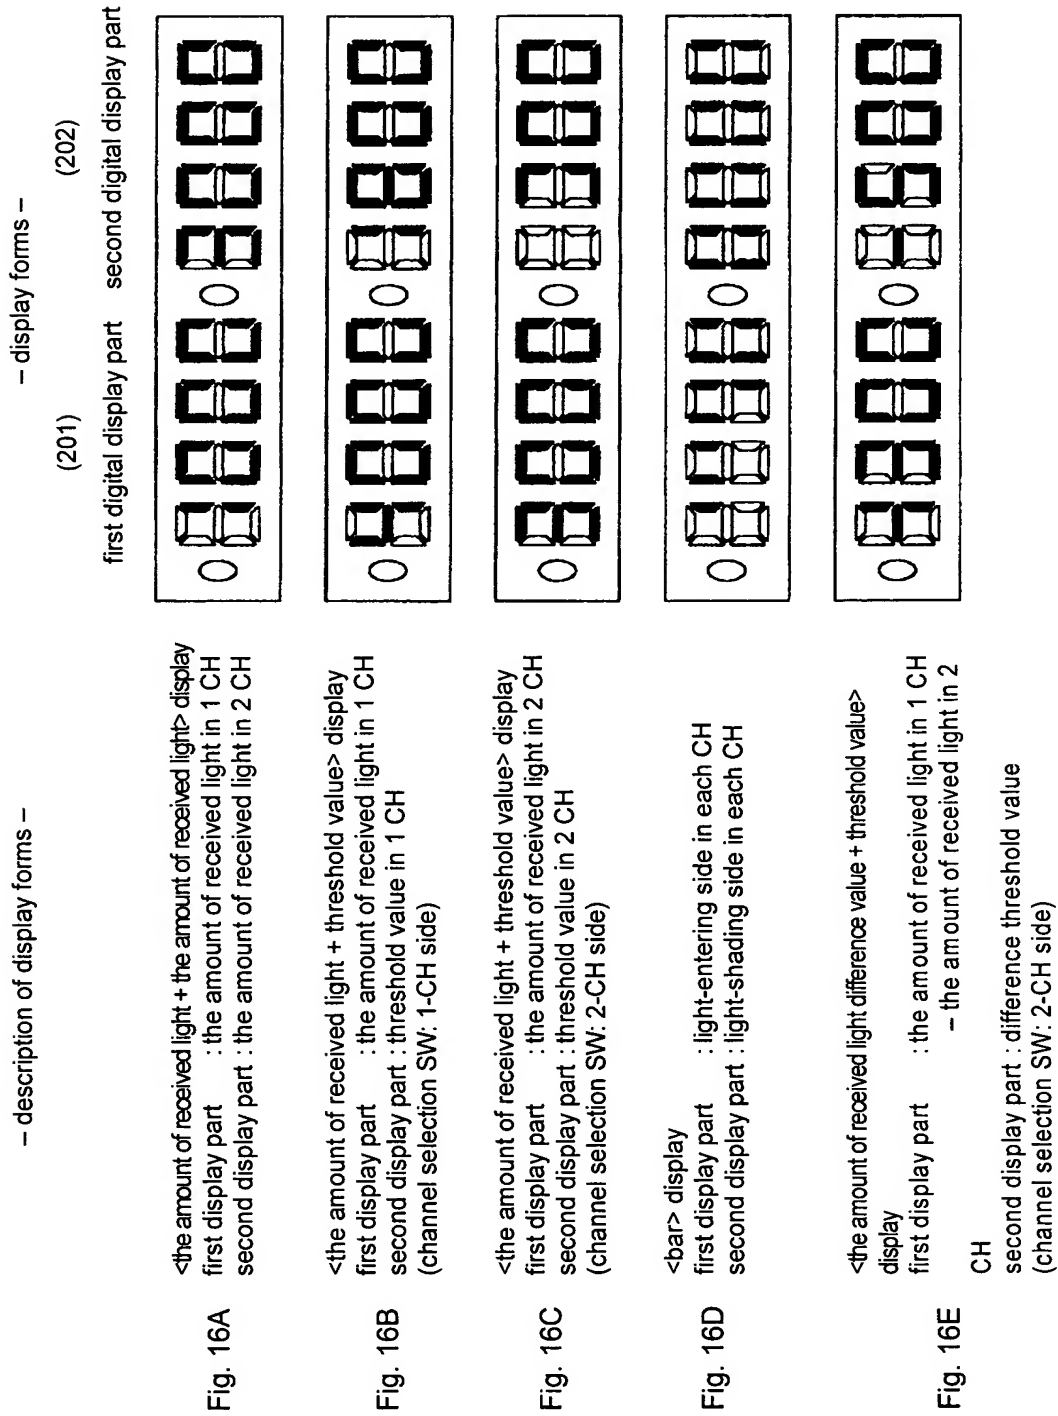 – description of display forms –
– display forms –
(201)
(202)
first digital display part
second digital display part
Fig. 16A
<the amount of received light + the amount of received light> display
first display part : the amount of received light in 1 CH
second display part : the amount of received light in 2 CH
Fig. 16B
<the amount of received light + threshold value> display
first display part : the amount of received light in 1 CH
second display part : threshold value in 1 CH
(channel selection SW: 1-CH side)
Fig. 16C
<the amount of received light + threshold value> display
first display part : the amount of received light in 2 CH
second display part : threshold value in 2 CH
(channel selection SW: 2-CH side)
Fig. 16D
<bar> display
first display part : light-entering side in each CH
second display part : light-shading side in each CH
Fig. 16E
<the amount of received light difference value + threshold value>
display
first display part : the amount of received light in 1 CH
– the amount of received light in 2
CH
second display part : difference threshold value
(channel selection SW: 2-CH side)